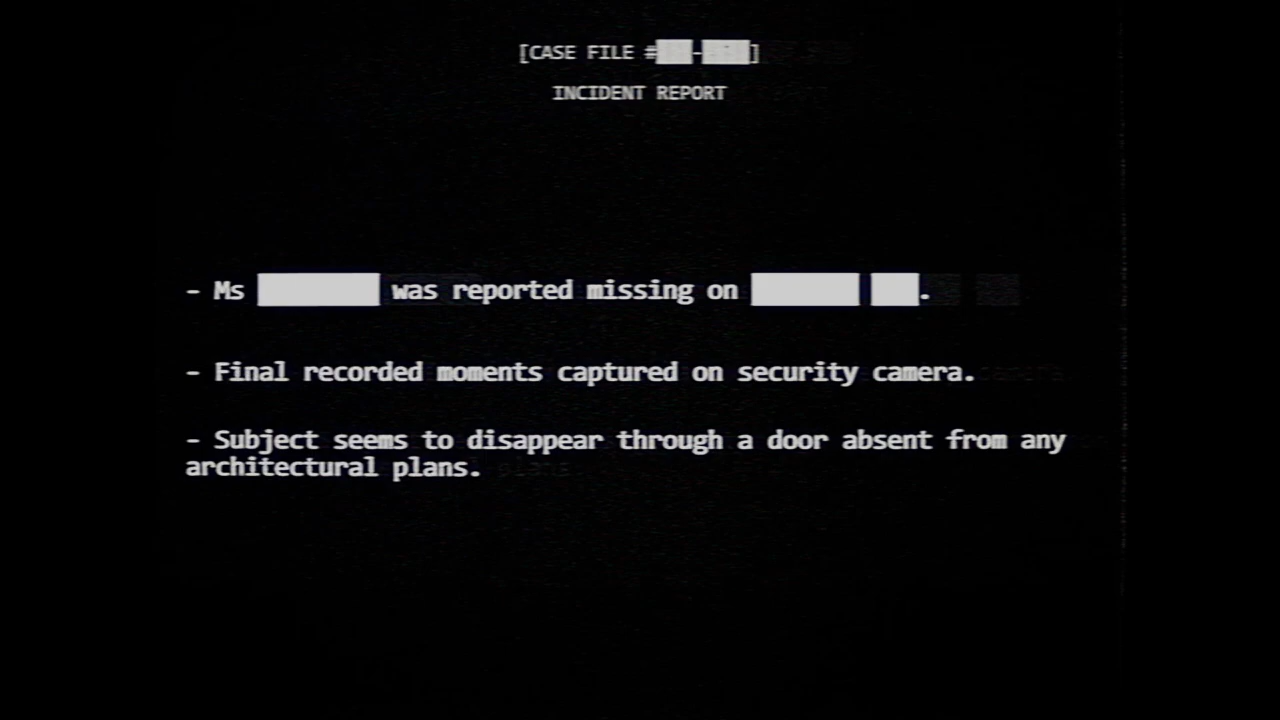 [CASE FILE #██-████]
INCIDENT REPORT
- Ms ████████ was reported missing on ███████ ███.
- Final recorded moments captured on security camera.
- Subject seems to disappear through a door absent from any
architectural plans.